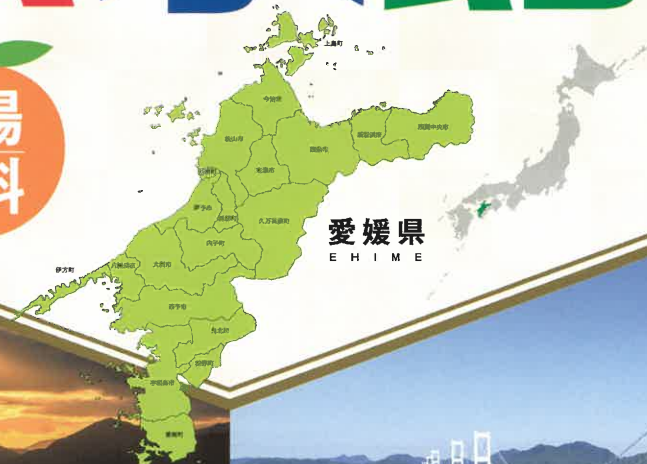 上島町
今治市
松山市
西条市
新居浜市
四国中央市
東温市
松前町
伊予市
砥部町
久万高原町
内子町
伊方町
八幡浜市
大洲市
西予市
鬼北町
松野町
宇和島市
愛南町
愛媛県
EHIME
場
料